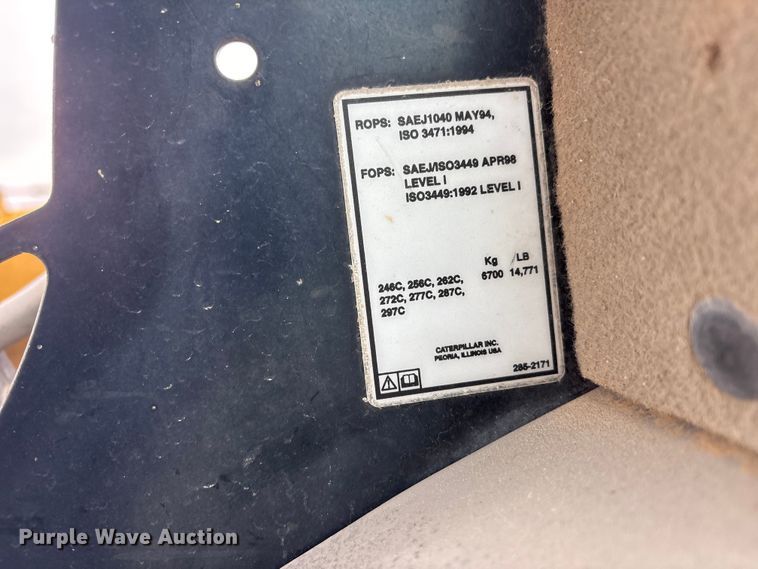 ROPS: SAEJ1040 MAY94,
ISO 3471:1994
FOPS: SAEJ/ISO3449 APR98
LEVEL I
ISO3449:1992 LEVEL I
Kg /LB
246C, 256C, 262C, 6700 14,771
272C, 277C, 287C,
297C
CATERPILLAR INC.
PEORIA, ILLINOIS USA
285-2171
Purple Wave Auction®